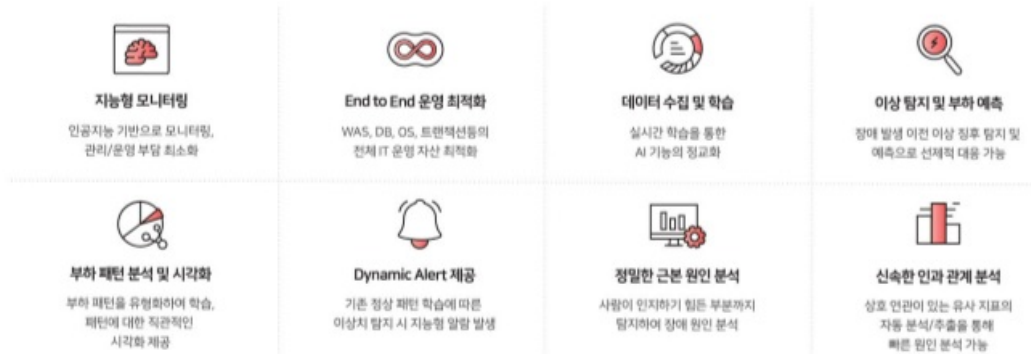 지능형 모니터링
인공지능 기반으로 모니터링,
관리/운영 부담 최소화
End to End 운영 최적화
WAS, DB, OS, 트랜잭션등의
전체 IT 운영 자산 최적화
데이터 수집 및 학습
실시간 학습을 통한
AI 기능의 정교화
이상 탐지 및 부하 예측
장애 발생 이전 이상 징후 탐지 및
예측으로 선제적 대응 가능
부하 패턴 분석 및 시각화
부하 패턴을 유형화하여 학습,
패턴에 대한 직관적인
시각화 제공
Dynamic Alert 제공
기존 정상 패턴 학습에 따른
이상치 탐지 시 지능형 알람 발생
정밀한 근본 원인 분석
사람이 인지하기 힘든 부분까지
탐지하여 장애 원인 분석
신속한 인과 관계 분석
상호 연관이 있는 유사 지표의
자동 분석/추출을 통해
빠른 원인 분석 가능